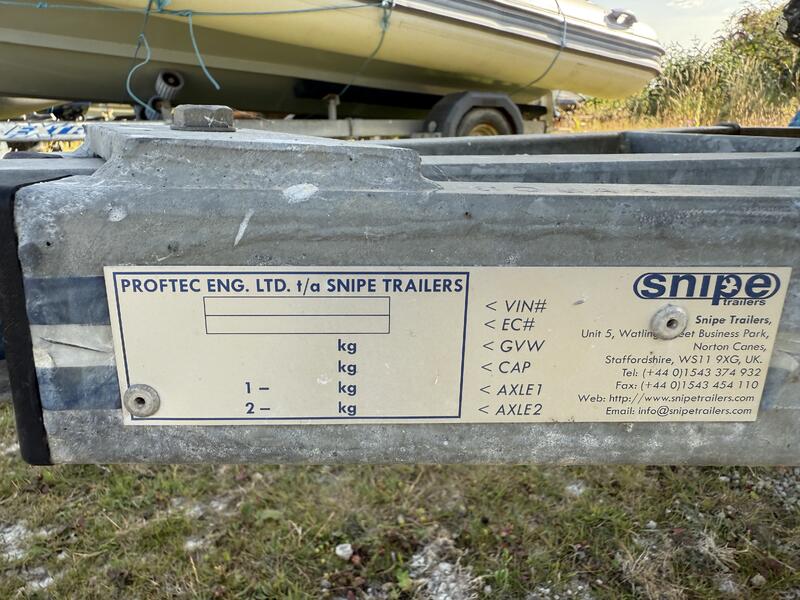 PROFTEC ENG. LTD. t/a SNIPE TRAILERS
< VIN#
< EC#
kg < GVW
kg < CAP
1 – kg < AXLE1
2 – kg < AXLE2
snipe
trailers
Snipe Trailers,
Unit 5, Business Park,
Norton Canes,
Staffordshire, WS11 9XG, UK.
Tel: (+44 0)1543 374 932
Fax: (+44 0)1543 454 110
Web: http://www.snipetrailers.com
Email: info@snipetrailers.com